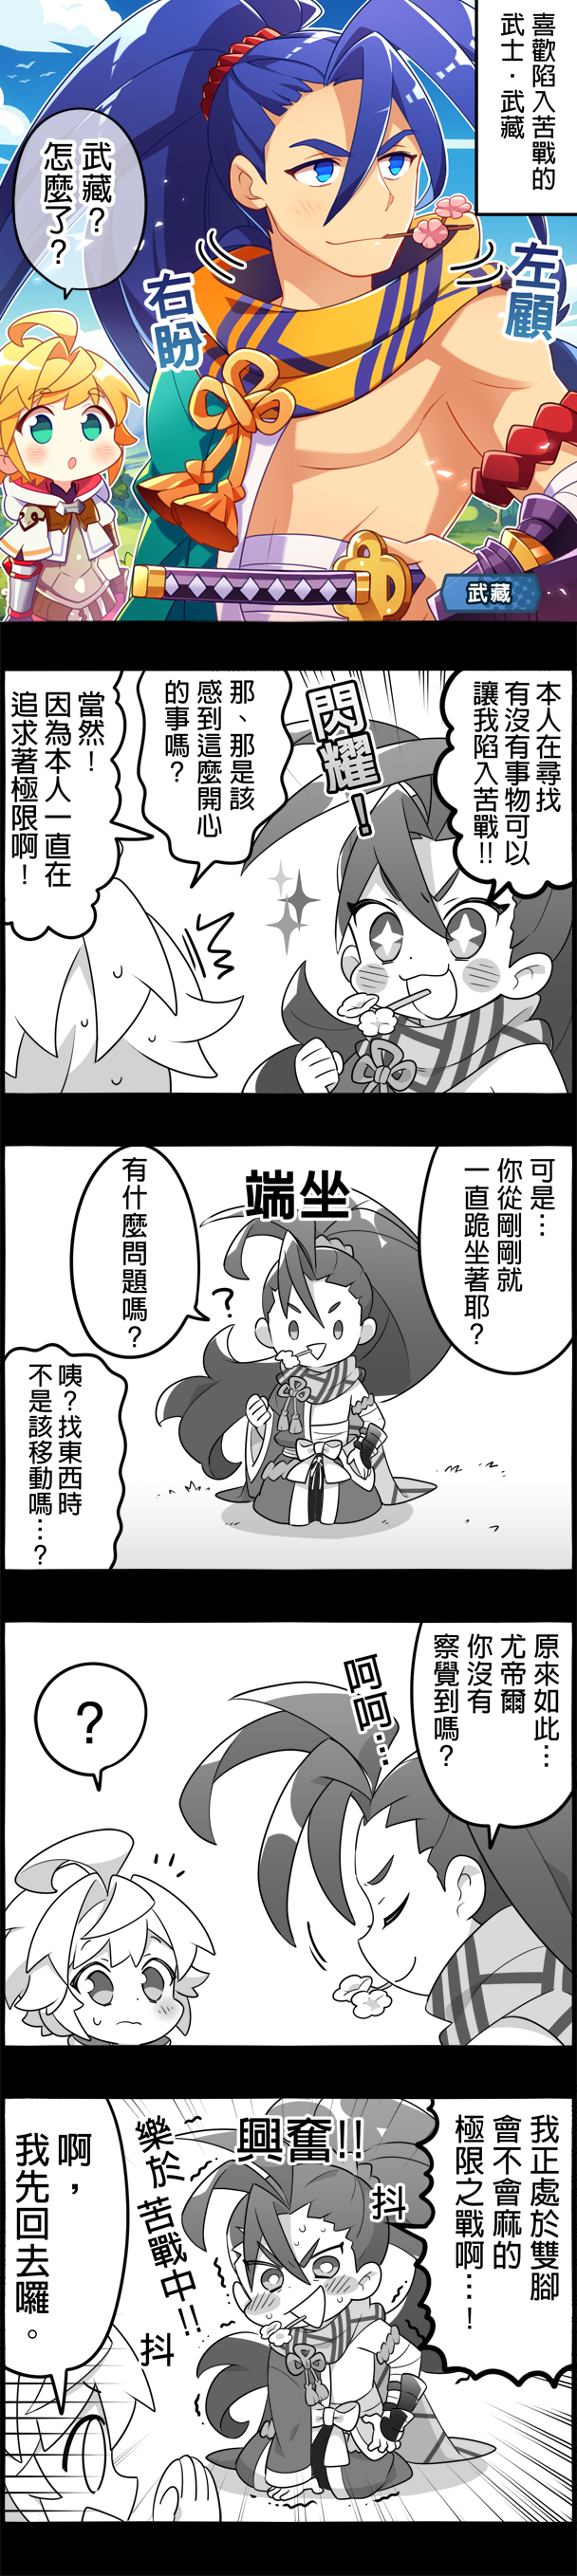 喜歡陷入苦戰的
武士·武藏
左顧
右盼
武藏?
怎麼了?
武藏
本人在尋找
有沒有事物可以
讓我陷入苦戰!!
閃耀!
那、那是該
感到這麼開心
的事嗎?
當然!
因為本人一直在
追求著極限啊!
可是…
你從剛剛就
一直跪坐著耶?
端坐
?
有什麼問題嗎?
咦?找東西時
不是該移動嗎…?
原來如此…
尤帝爾
你沒有
察覺到嗎?
呵呵…
?
我正處於雙腳
會不會麻的
極限之戰啊…!
興奮!!
抖
樂於苦戰中!!
抖
啊,
我先回去囉。